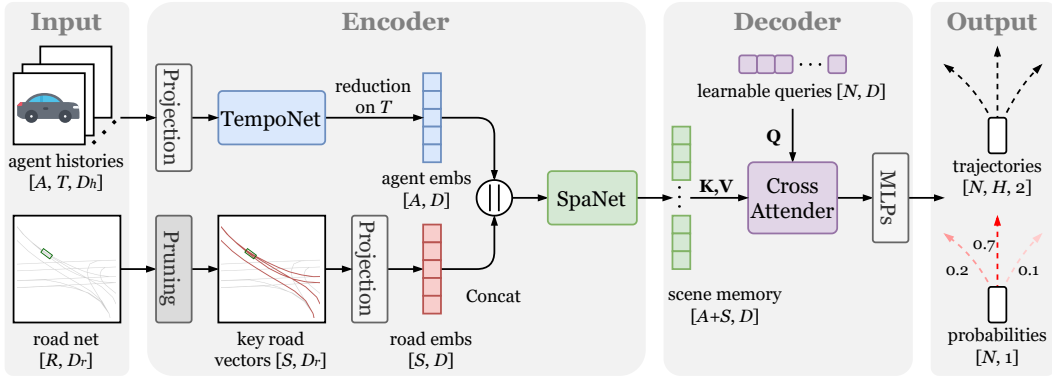 Input
Encoder
Decoder
Output
agent histories
[A, T, Dh]
Projection
TempoNet
reduction
on T
agent embs
[A, D]
road net
[R, Dr]
Pruning
key road
vectors [S, Dr]
Projection
road embs
[S, D]
||
Concat
SpaNet
scene memory
[A+S, D]
learnable queries [N, D]
Q
K,V
Cross
Attender
MLPs
trajectories
[N, H, 2]
0.7
0.2
0.1
probabilities
[N, 1]